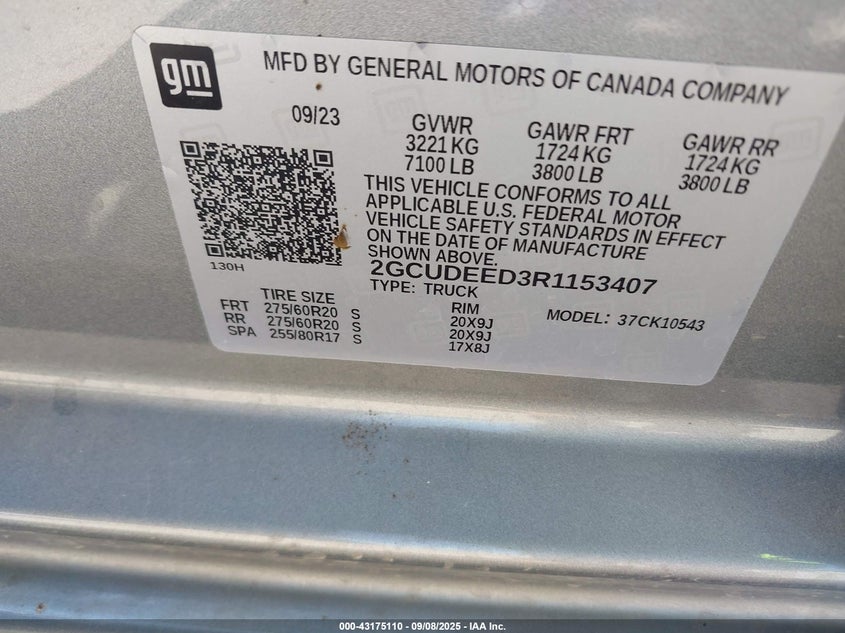 gm
MFD BY GENERAL MOTORS OF CANADA COMPANY
09/23
GVWR GAWR FRT GAWR RR
3221 KG 1724 KG 1724 KG
7100 LB 3800 LB 3800 LB
THIS VEHICLE CONFORMS TO ALL
APPLICABLE U.S. FEDERAL MOTOR
VEHICLE SAFETY STANDARDS IN EFFECT
ON THE DATE OF MANUFACTURE
SHOWN ABOVE.
130H
2GCUDEED3R1153407
TYPE: TRUCK
TIRE SIZE RIM MODEL: 37CK10543
FRT 275/60R20 S 20X9J
RR 275/60R20 S 20X9J
SPA 255/80R17 S 17X8J
000-43175110 - 09/08/2025 - IAA Inc.